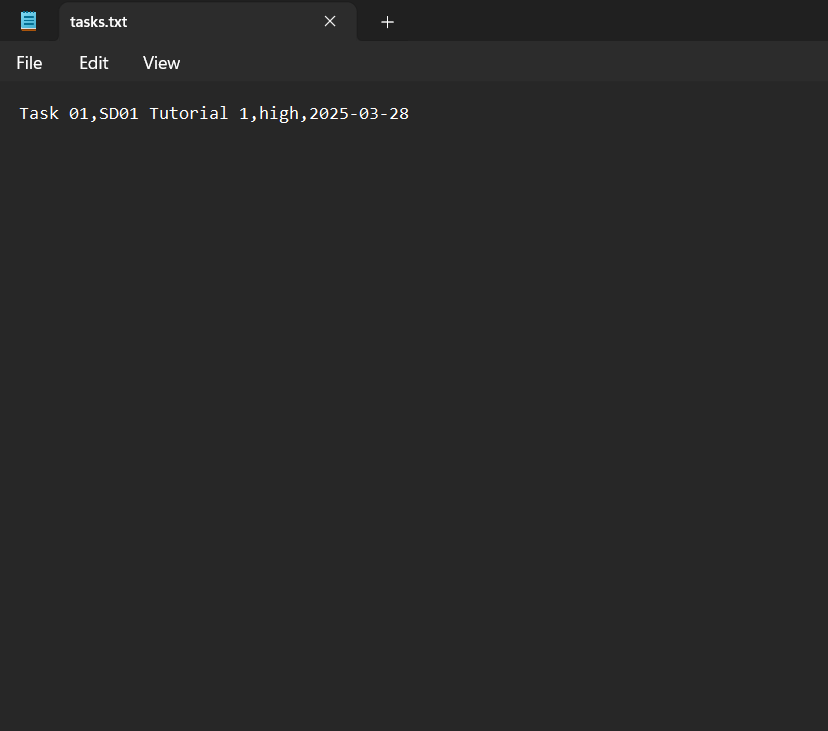 tasks.txt
File Edit View
Task 01,SD01 Tutorial 1,high,2025-03-28